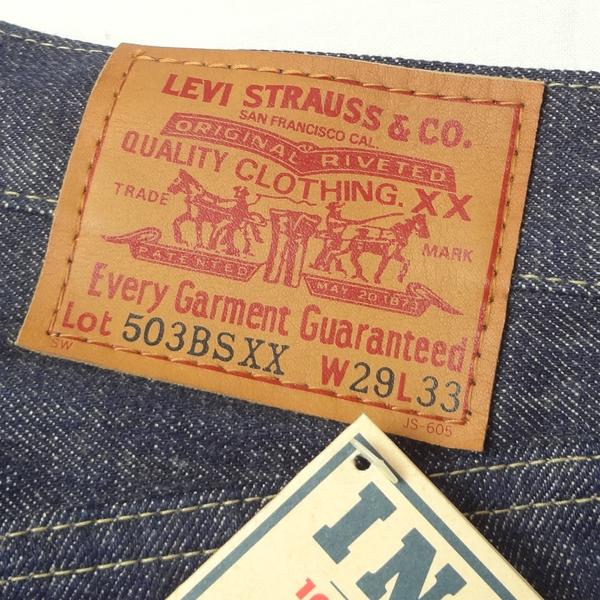 LEVI STRAUSS & CO.
SAN FRANCISCO CAL.
ORIGINAL RIVETED
QUALITY CLOTHING. XX
TRADE MARK
PATENTED MAY 20 1873
Every Garment Guaranteed
Lot 503BSXX W29L33
SW JS-605
IN